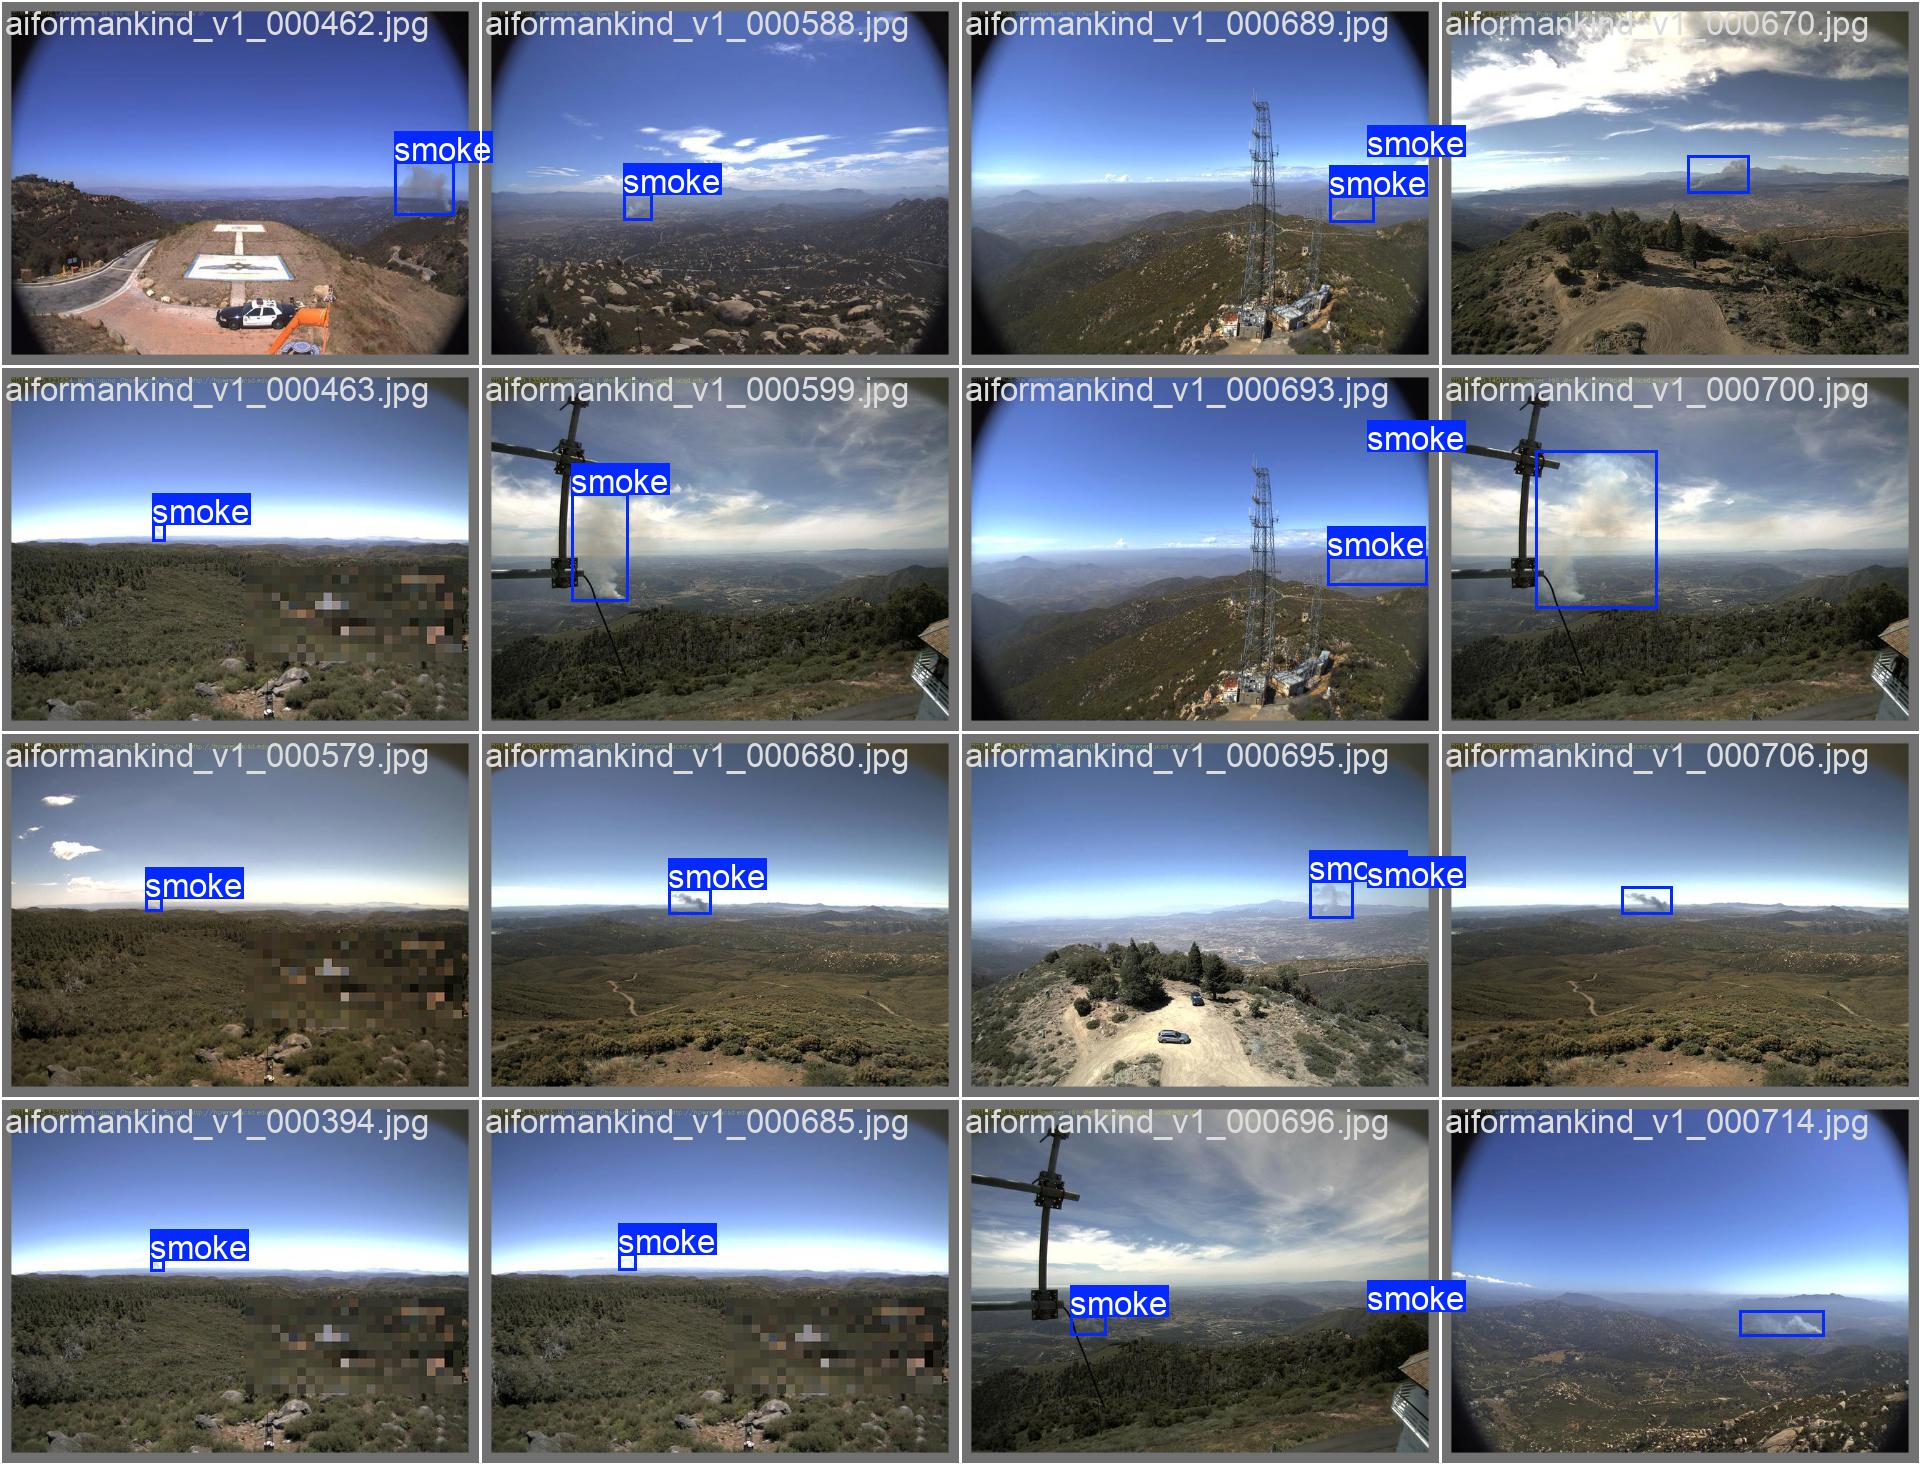 aiformankind_v1_000462.jpg
aiformankind_v1_000588.jpg
aiformankind_v1_000689.jpg
aiformankind_v1_000670.jpg
smoke
smoke
smoke
smoke
aiformankind_v1_000463.jpg
aiformankind_v1_000599.jpg
aiformankind_v1_000693.jpg
aiformankind_v1_000700.jpg
smoke
smoke
smoke
smoke
aiformankind_v1_000579.jpg
aiformankind_v1_000680.jpg
aiformankind_v1_000695.jpg
aiformankind_v1_000706.jpg
smoke
smoke
smo
smoke
aiformankind_v1_000394.jpg
aiformankind_v1_000685.jpg
aiformankind_v1_000696.jpg
aiformankind_v1_000714.jpg
smoke
smoke
smoke
smoke